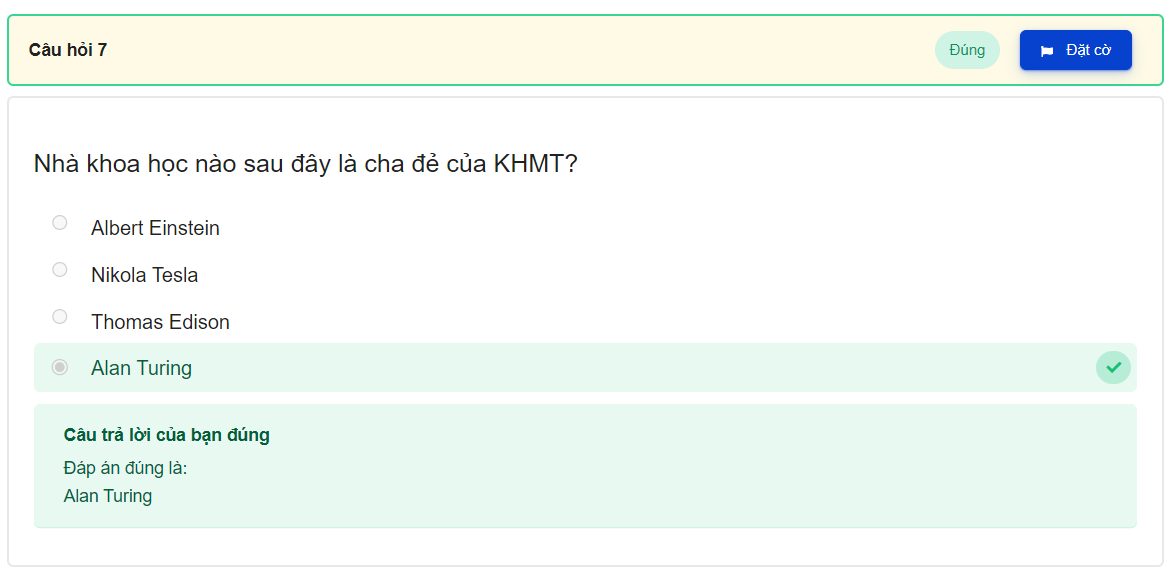 Câu hỏi 7
Đúng
Đặt cờ
Nhà khoa học nào sau đây là cha đẻ của KHMT?
Albert Einstein
Nikola Tesla
Thomas Edison
Alan Turing
Câu trả lời của bạn đúng
Đáp án đúng là:
Alan Turing